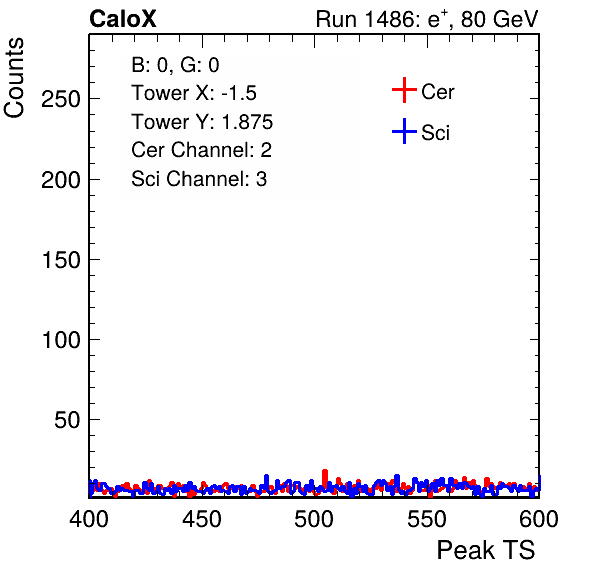 CaloX
Run 1486: e+, 80 GeV
Counts
B: 0, G: 0
Tower X: -1.5
Tower Y: 1.875
Cer Channel: 2
Sci Channel: 3
Cer
Sci
250
200
150
100
50
400
450
500
550
600
Peak TS